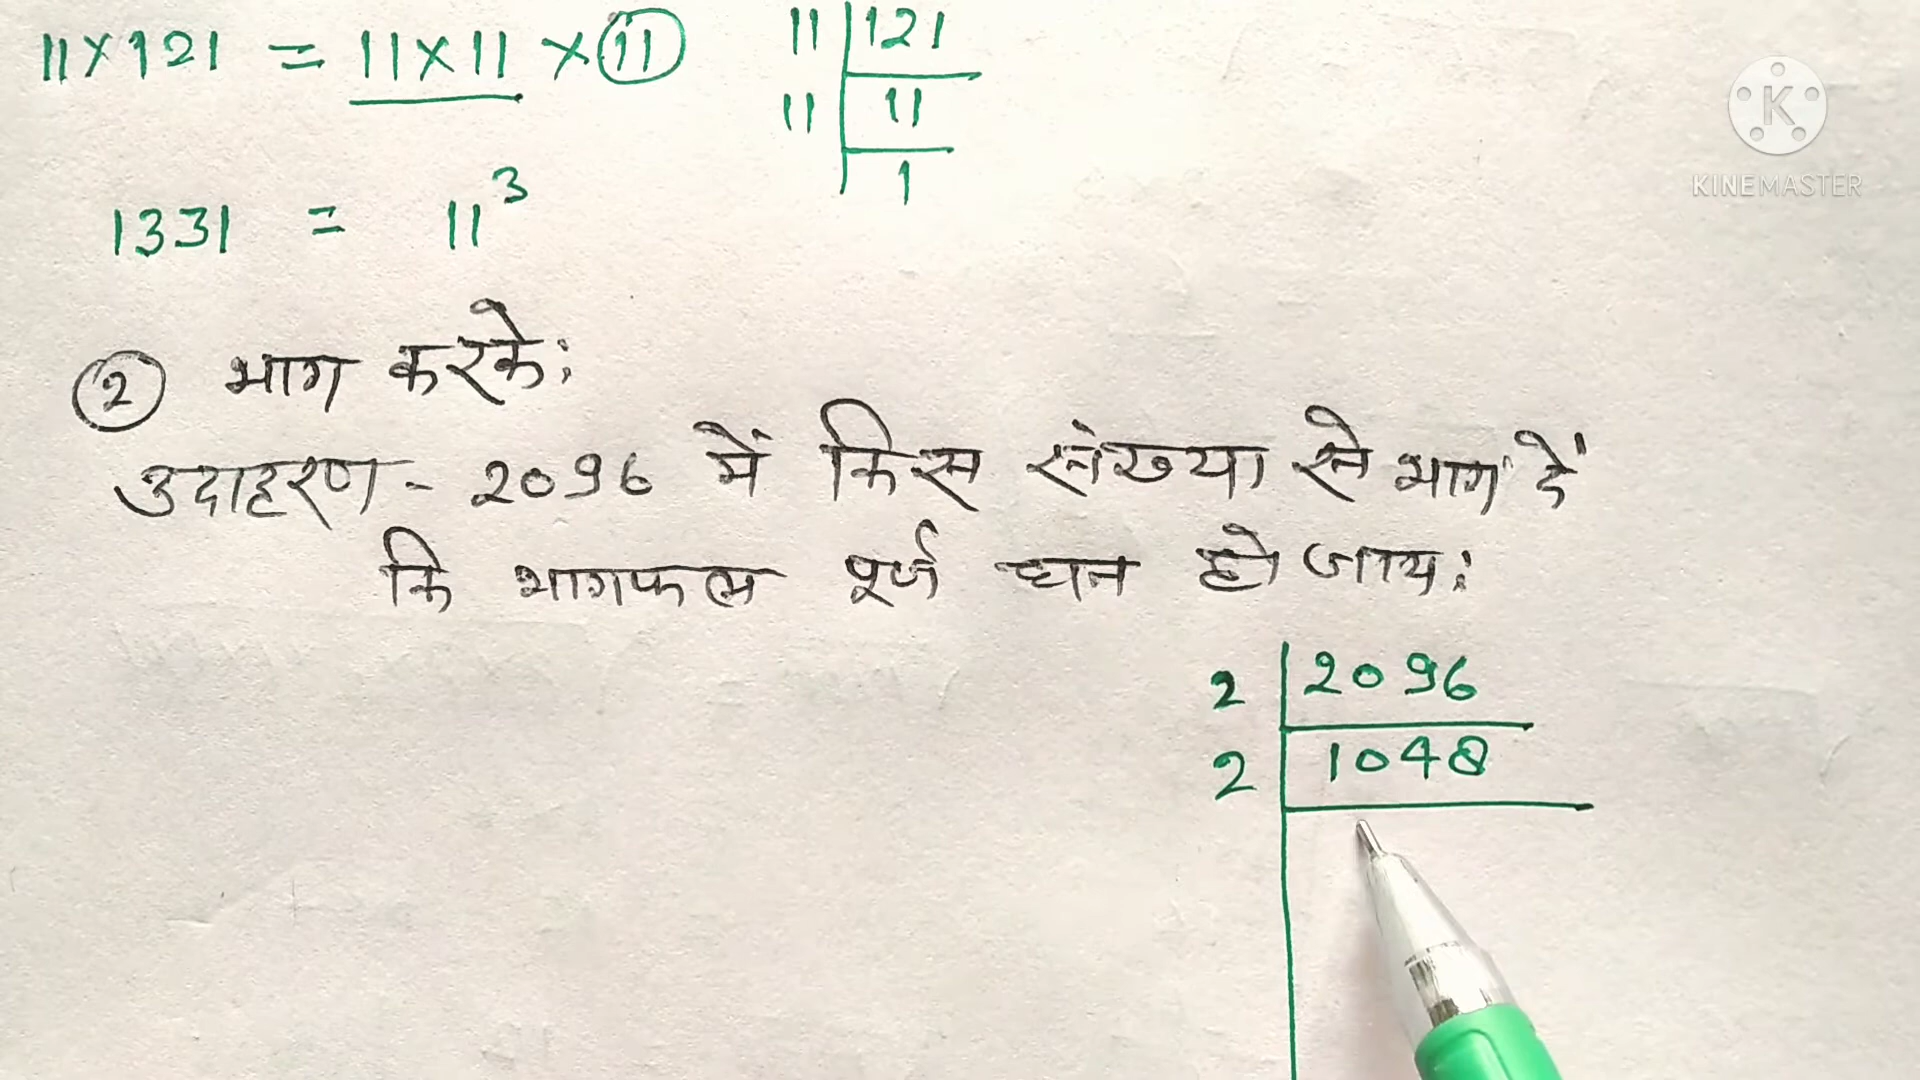 11×121 = 11×11 ×11
11 | 121
11 | 11
1
K
KINEMASTER
1331 = 11³
2 भाग करके:
उदाहरण - 2096 में किस संख्या से भाग दें
कि भागफल पूर्ण घन हो जाय:
2 | 2096
2 | 1048